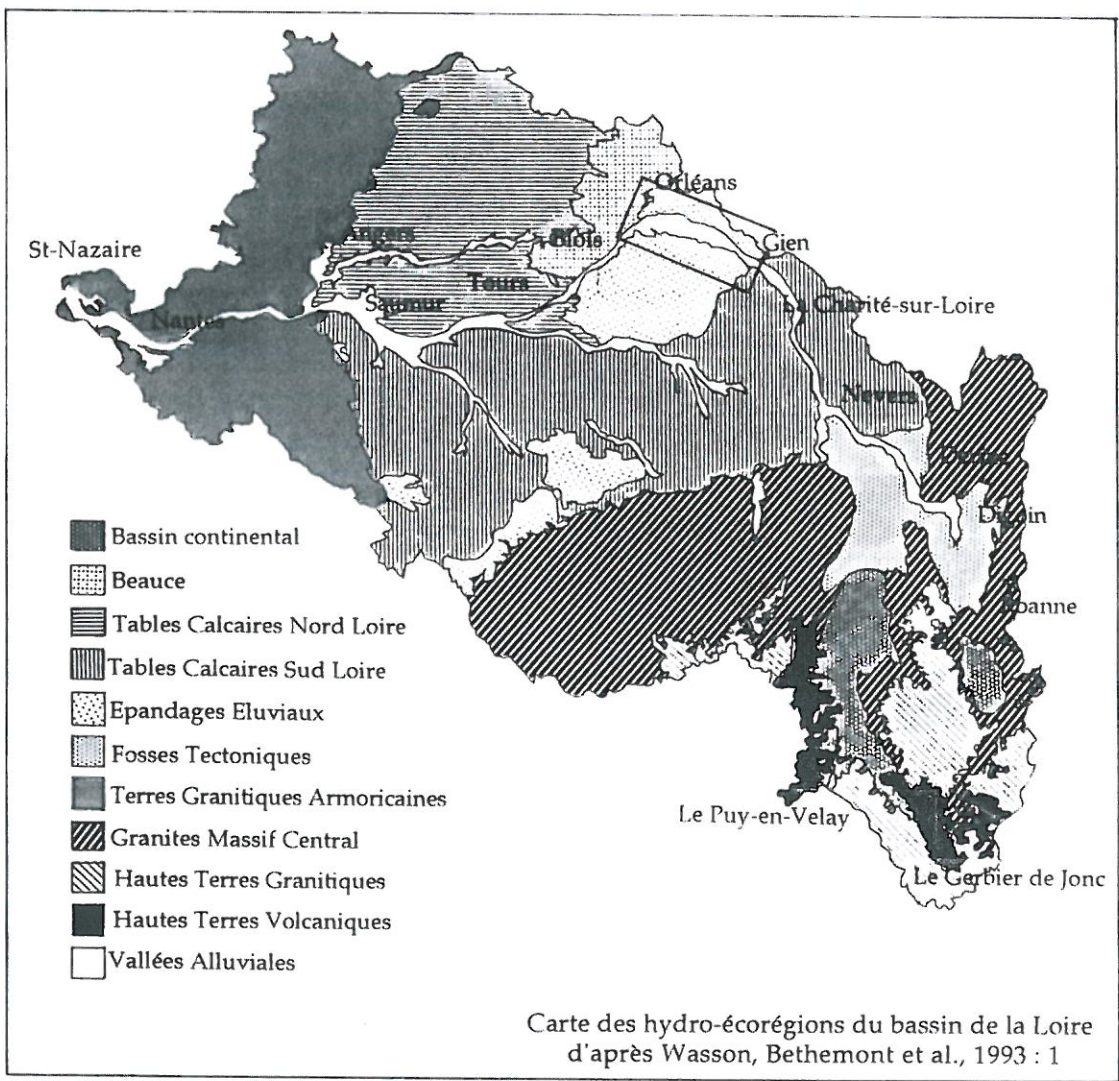 Orléans
St-Nazaire
Angers
Blois
Gien
Tours
Saumur
La Charité-sur-Loire
Nantes
Nevers
Digoin
Roanne
Le Puy-en-Velay
Le Gerbier de Jonc
Bassin continental
Beauce
Tables Calcaires Nord Loire
Tables Calcaires Sud Loire
Epandages Eluviaux
Fosses Tectoniques
Terres Granitiques Armoricaines
Granites Massif Central
Hautes Terres Granitiques
Hautes Terres Volcaniques
Vallées Alluviales
Carte des hydro-écorégions du bassin de la Loire
d'après Wasson, Bethemont et al., 1993 : 1